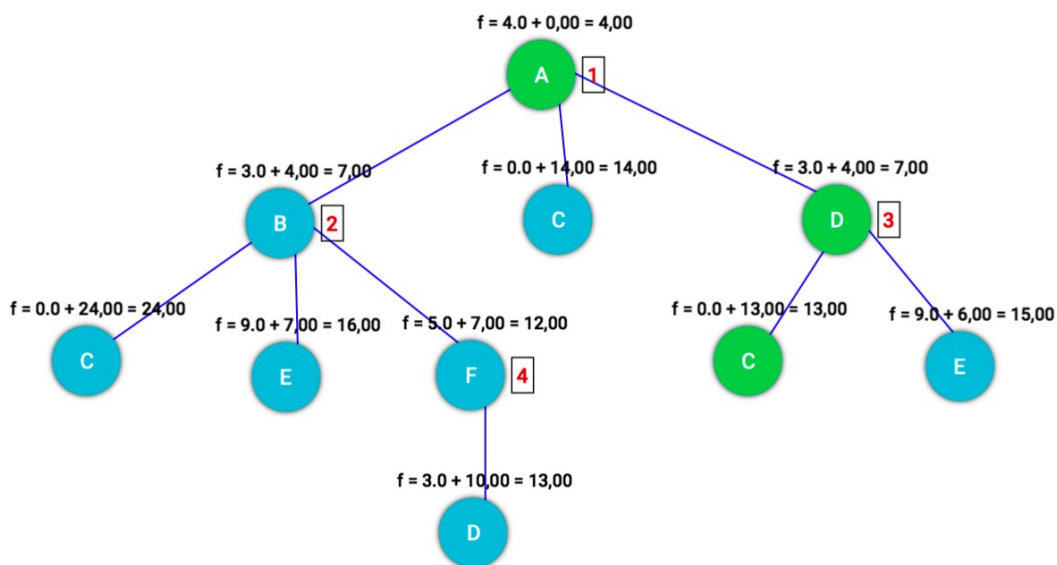 f = 4.0 + 0,00 = 4,00
A 1
f = 3.0 + 4,00 = 7,00
f = 0.0 + 14,00 = 14,00
f = 3.0 + 4,00 = 7,00
B 2
C
D 3
f = 0.0 + 24,00 = 24,00
f = 9.0 + 7,00 = 16,00
f = 5.0 + 7,00 = 12,00
f = 0.0 + 13,00 = 13,00
f = 9.0 + 6,00 = 15,00
C
E
F 4
C
E
f = 3.0 + 10,00 = 13,00
D